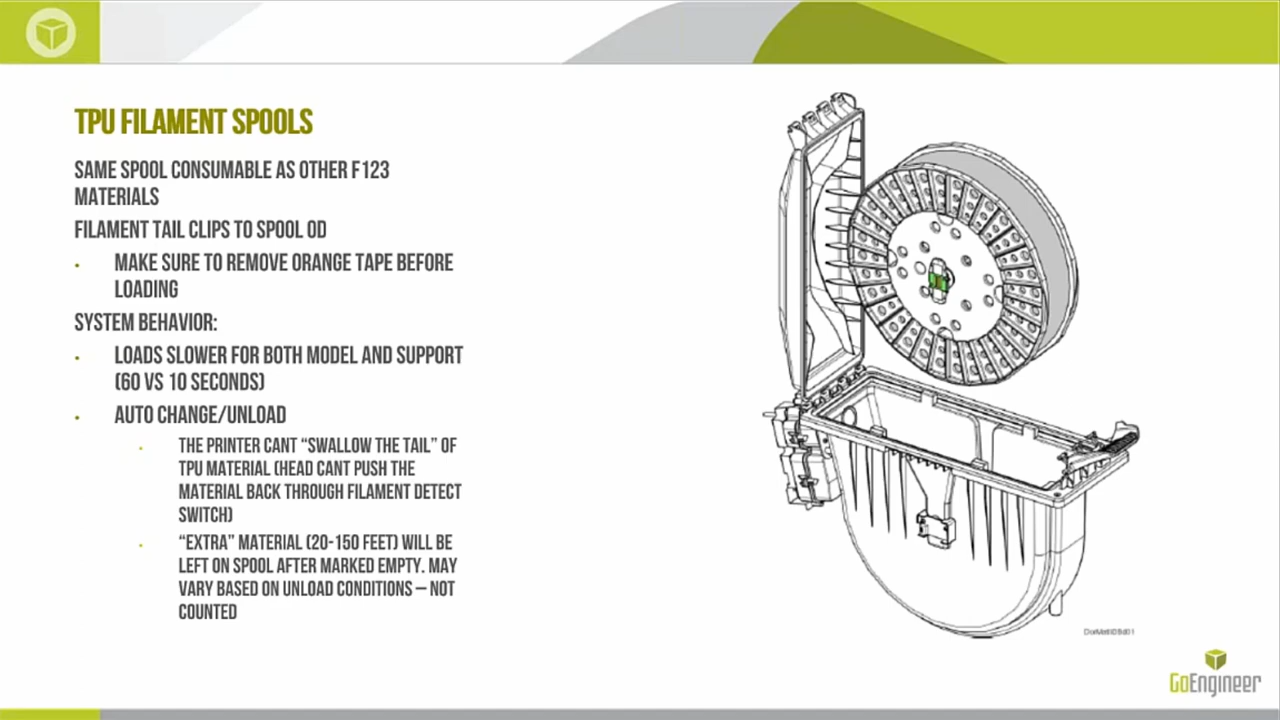 TPU FILAMENT SPOOLS
SAME SPOOL CONSUMABLE AS OTHER F123
MATERIALS
FILAMENT TAIL CLIPS TO SPOOL OD
MAKE SURE TO REMOVE ORANGE TAPE BEFORE
LOADING
SYSTEM BEHAVIOR:
LOADS SLOWER FOR BOTH MODEL AND SUPPORT
(60 VS 10 SECONDS)
AUTO CHANGE/UNLOAD
THE PRINTER CANT “SWALLOW THE TAIL” OF
TPU MATERIAL (HEAD CANT PUSH THE
MATERIAL BACK THROUGH FILAMENT DETECT
SWITCH)
“EXTRA” MATERIAL (20-150 FEET) WILL BE
LEFT ON SPOOL AFTER MARKED EMPTY. MAY
VARY BASED ON UNLOAD CONDITIONS – NOT
COUNTED
GoEngineer